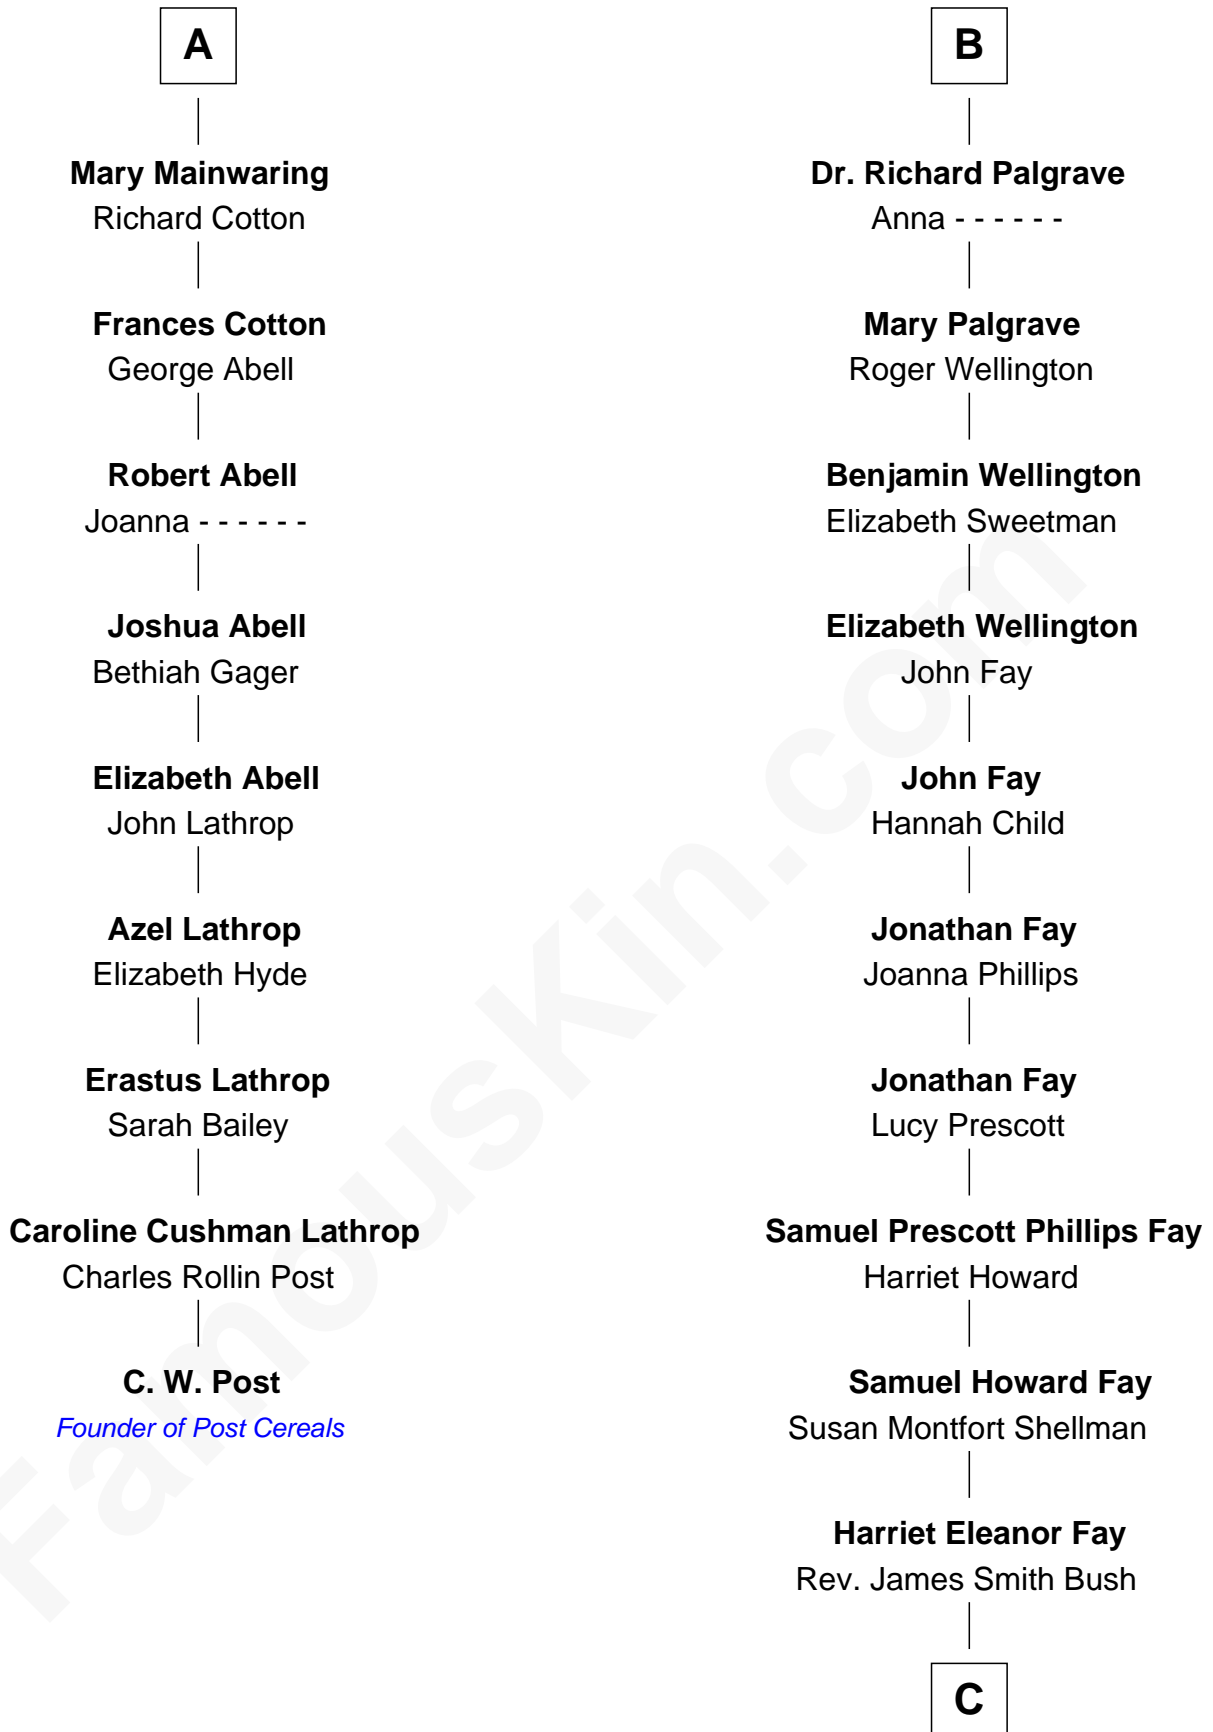 A
Mary Mainwaring
Richard Cotton
Frances Cotton
George Abell
Robert Abell
Joanna - - - - - -
Joshua Abell
Bethiah Gager
Elizabeth Abell
John Lathrop
Azel Lathrop
Elizabeth Hyde
Erastus Lathrop
Sarah Bailey
Caroline Cushman Lathrop
Charles Rollin Post
C. W. Post
Founder of Post Cereals
B
Dr. Richard Palgrave
Anna - - - - - -
Mary Palgrave
Roger Wellington
Benjamin Wellington
Elizabeth Sweetman
Elizabeth Wellington
John Fay
John Fay
Hannah Child
Jonathan Fay
Joanna Phillips
Jonathan Fay
Lucy Prescott
Samuel Prescott Phillips Fay
Harriet Howard
Samuel Howard Fay
Susan Montfort Shellman
Harriet Eleanor Fay
Rev. James Smith Bush
C
FamousKin.com